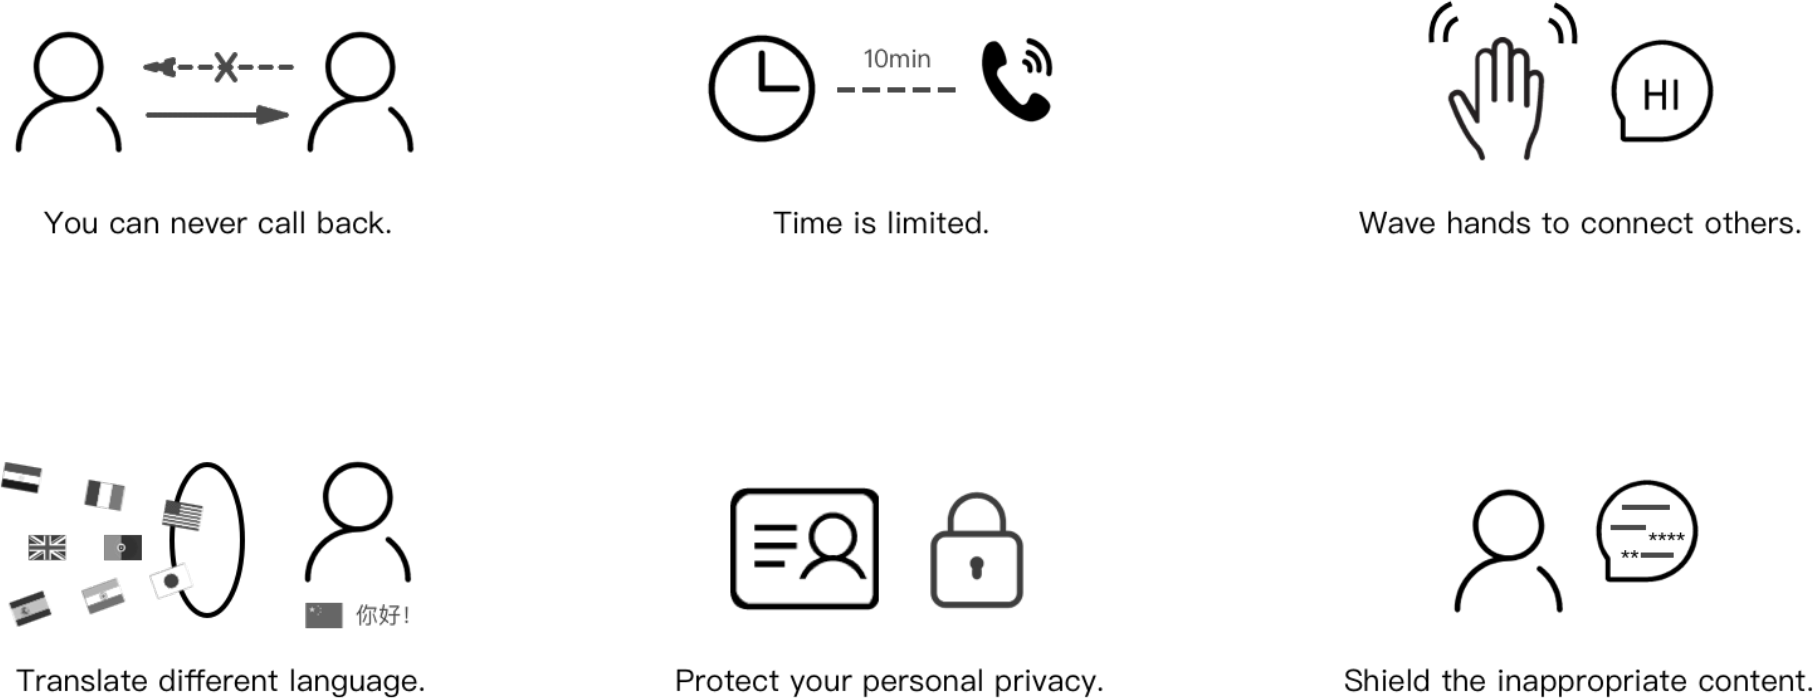 10min
HI
You can never call back.
Time is limited.
Wave hands to connect others.
****
**
你好!
Translate different language.
Protect your personal privacy.
Shield the inappropriate content.